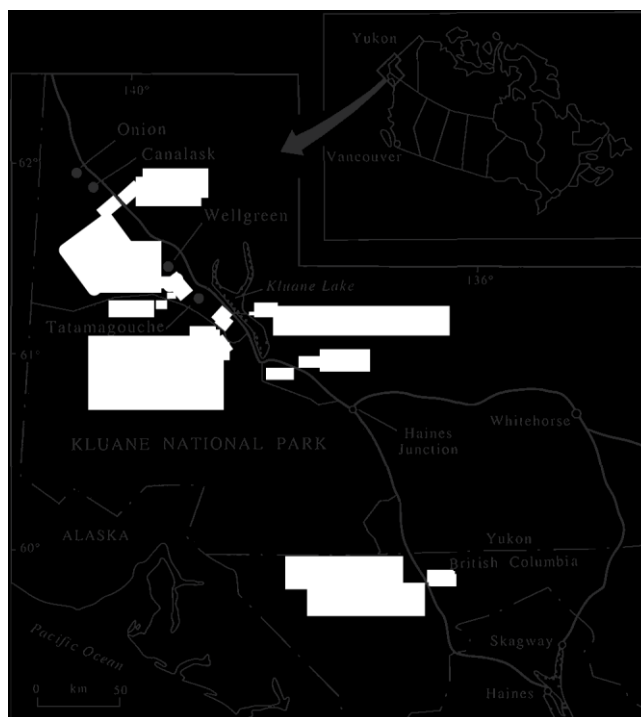 Yukon
140°
Onion
Canalask
62°
Vancouver
Wellgreen
136°
Kluane Lake
Tatamagouche
61°
Haines
Junction
Whitehorse
KLUANE NATIONAL PARK
ALASKA
60°
Yukon
British Columbia
Pacific Ocean
Skagway
0 km 50
Haines